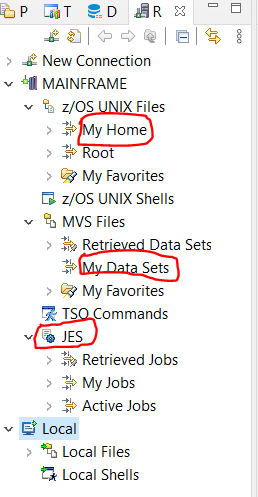 P T D R
New Connection
MAINFRAME
z/OS UNIX Files
My Home
Root
My Favorites
z/OS UNIX Shells
MVS Files
Retrieved Data Sets
My Data Sets
My Favorites
TSO Commands
JES
Retrieved Jobs
My Jobs
Active Jobs
Local
Local Files
Local Shells